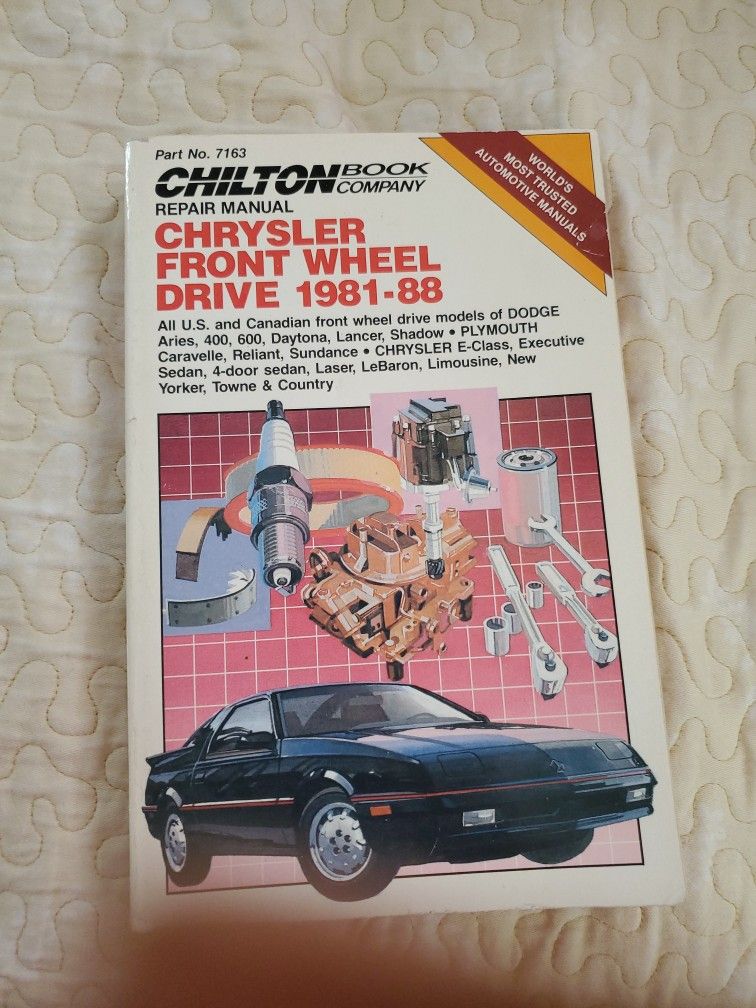 Part No. 7163
CHILTON BOOK COMPANY
REPAIR MANUAL
CHRYSLER
FRONT WHEEL
DRIVE 1981-88
All U.S. and Canadian front wheel drive models of DODGE
Aries, 400, 600, Daytona, Lancer, Shadow • PLYMOUTH
Caravelle, Reliant, Sundance • CHRYSLER E-Class, Executive
Sedan, 4-door sedan, Laser, LeBaron, Limousine, New
Yorker, Towne & Country
WORLD'S
MOST TRUSTED
AUTOMOTIVE MANUALS